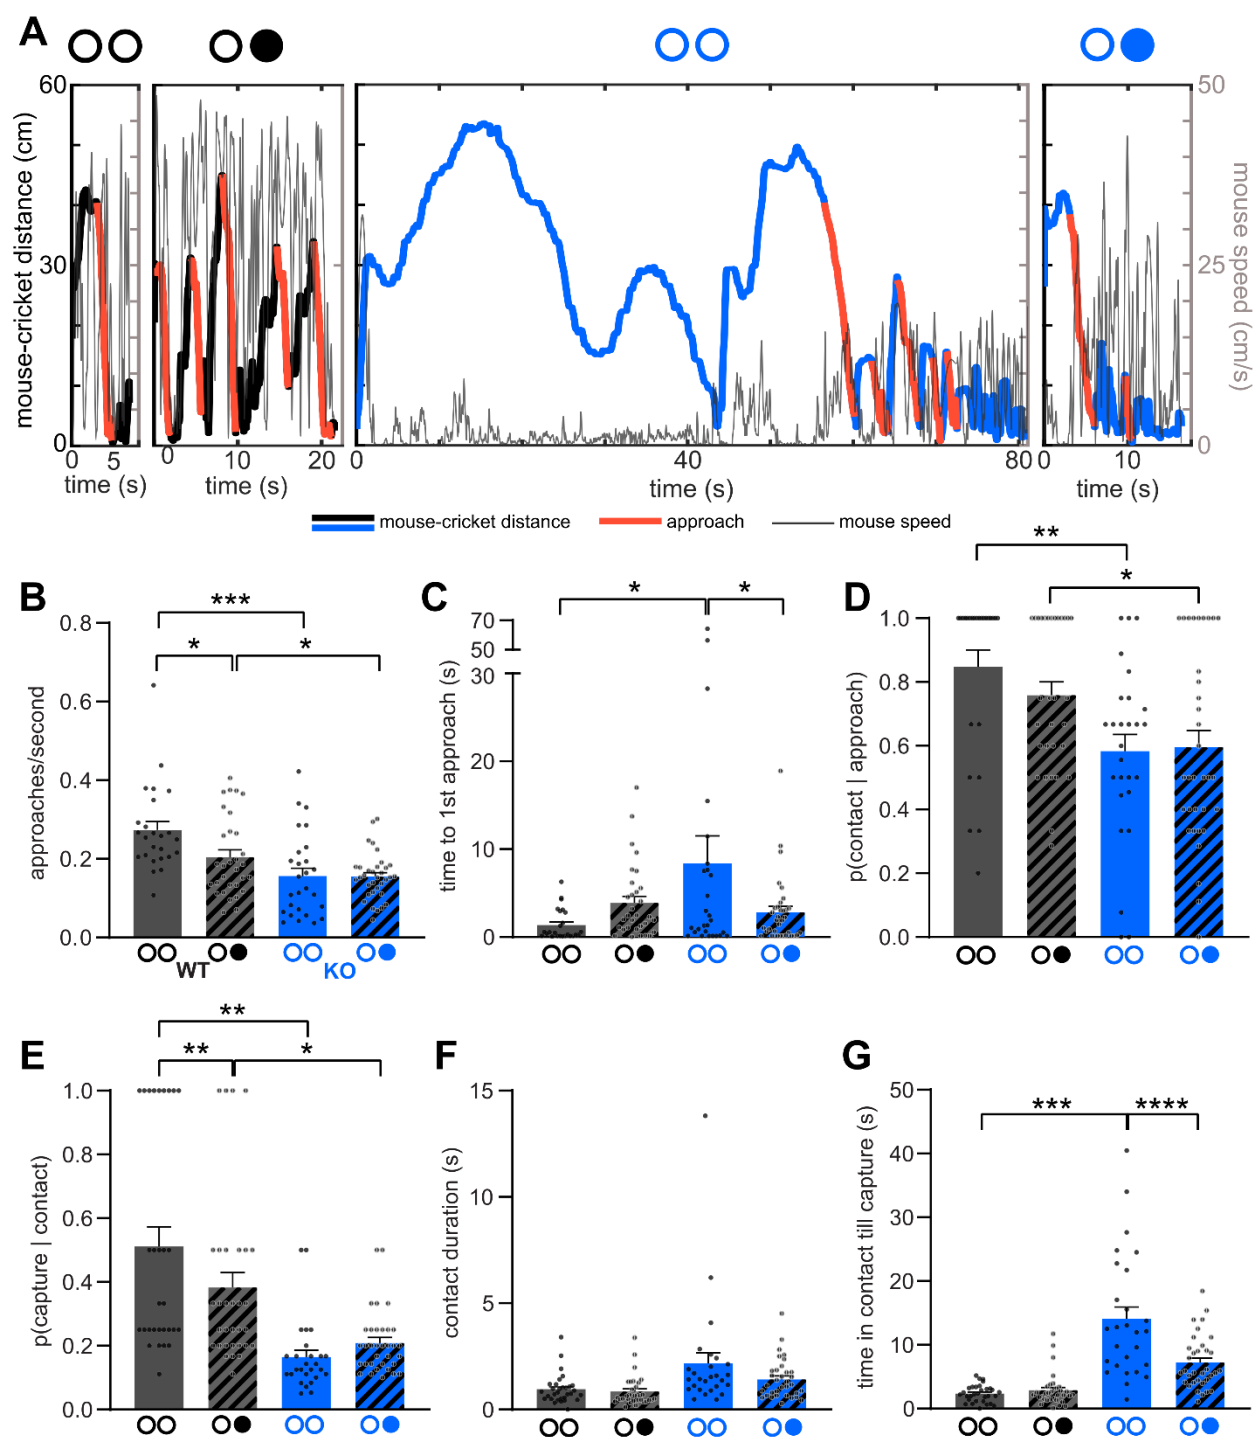 A
60
30
0
mouse-cricket distance (cm)
0 5
time (s)
0 10 20
time (s)
0 40 80
time (s)
0 10
time (s)
50
25
0
mouse speed (cm/s)
mouse-cricket distance
approach
mouse speed
B
***
*
*
0.8
0.6
0.4
0.2
0.0
approaches/second
WT
KO
C
*
*
70
50
30
20
10
0
time to 1st approach (s)
D
**
*
1.0
0.8
0.6
0.4
0.2
0.0
p(contact | approach)
E
**
**
*
1.0
0.8
0.6
0.4
0.2
0.0
p(capture | contact)
F
15
10
5
0
contact duration (s)
G
***
****
50
40
30
20
10
0
time in contact till capture (s)